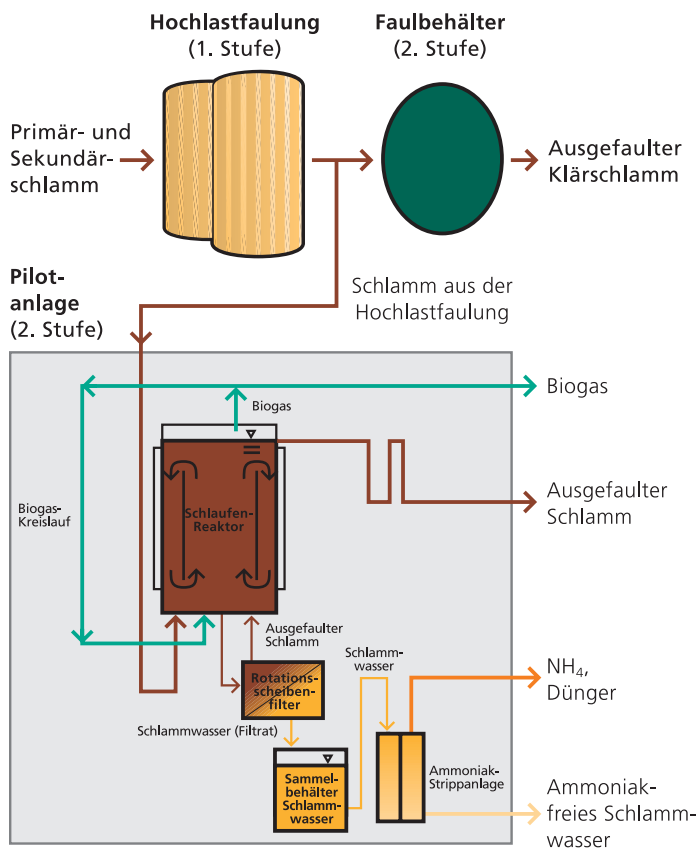 Hochlastfaulung
(1. Stufe)
Faulbehälter
(2. Stufe)
Primär- und
Sekundär-
schlamm
Ausgefaulter
Klärschlamm
Pilot-
anlage
(2. Stufe)
Schlamm aus der
Hochlastfaulung
Biogas
Biogas
Biogas-
Kreislauf
Schlaufen-
Reaktor
Ausgefaulter
Schlamm
Ausgefaulter
Schlamm
Schlamm-
wasser
Rotations-
scheiben-
filter
NH₄,
Dünger
Schlammwasser (Filtrat)
Sammel-
behälter
Schlamm-
wasser
Ammoniak-
Strippanlage
Ammoniak-
freies Schlamm-
wasser